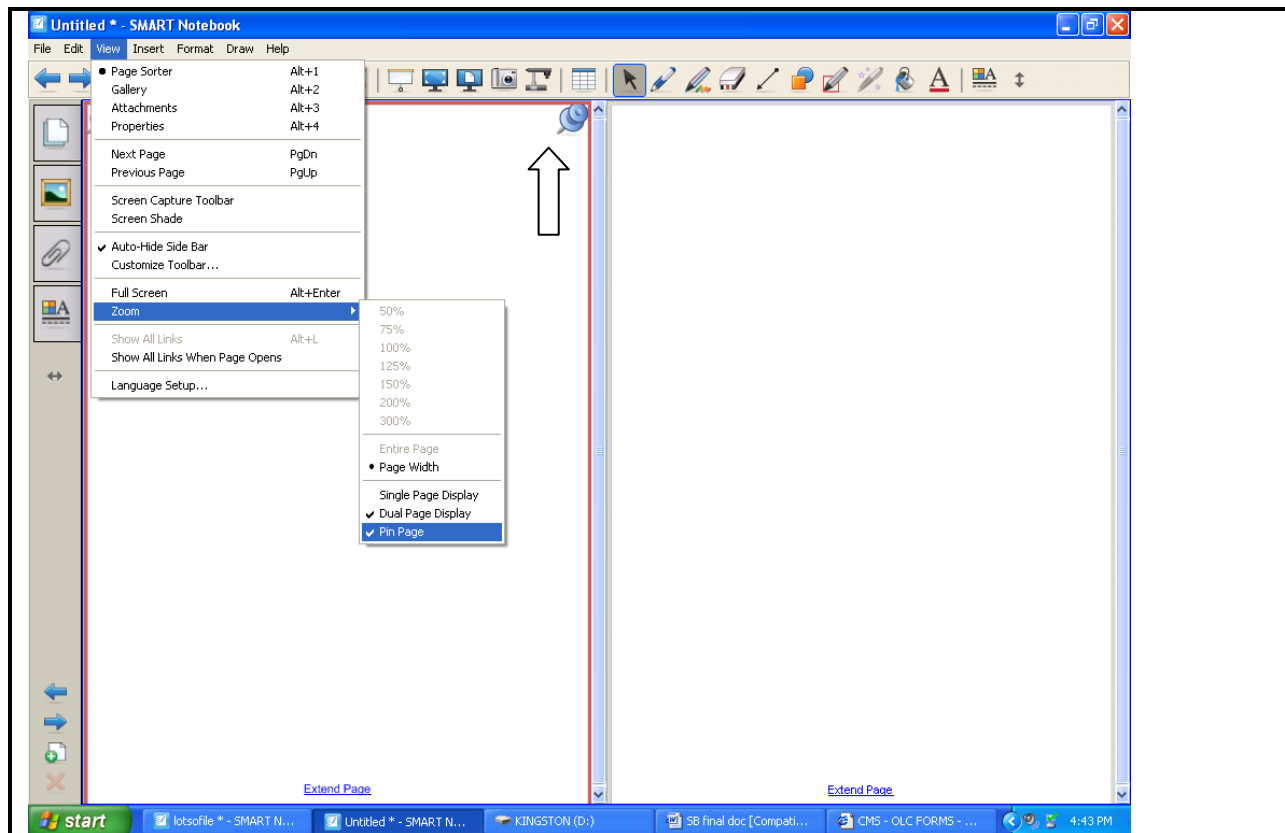 Untitled * - SMART Notebook
File Edit View Insert Format Draw Help
Page Sorter Alt+1
Gallery Alt+2
Attachments Alt+3
Properties Alt+4
Next Page PgDn
Previous Page PgUp
Screen Capture Toolbar
Screen Shade
Auto-Hide Side Bar
Customize Toolbar...
Full Screen Alt+Enter
Zoom
Show All Links Alt+L
Show All Links When Page Opens
Language Setup...
50%
75%
100%
125%
150%
200%
300%
Entire Page
Page Width
Single Page Display
Dual Page Display
Pin Page
A
A
A
Extend Page
Extend Page
start
lotsofile * - SMART N...
Untitled * - SMART N...
KINGSTON (D:)
SB final doc [Compati...
CMS - OLC FORMS - ...
4:43 PM